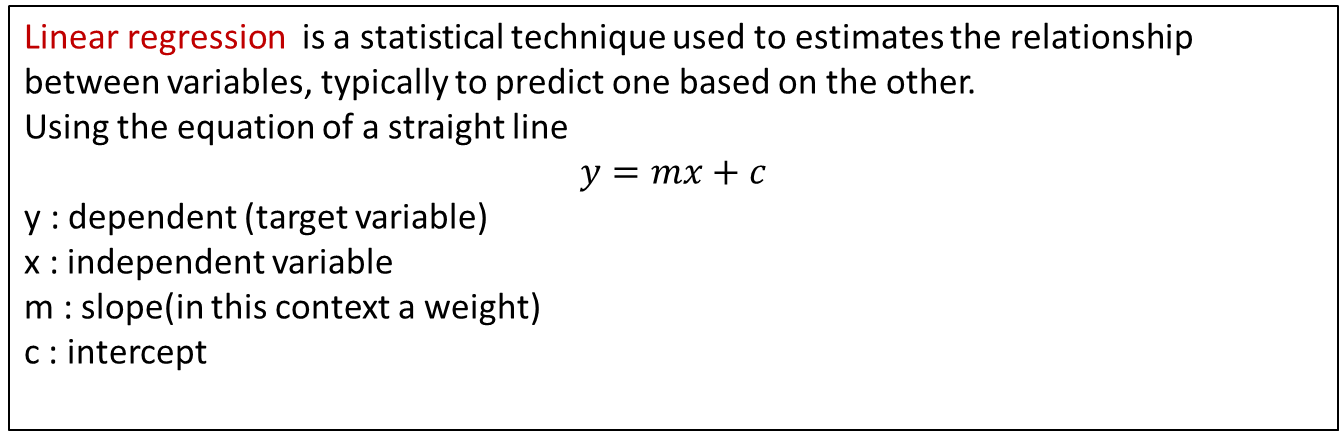 Linear regression is a statistical technique used to estimates the relationship
between variables, typically to predict one based on the other.
Using the equation of a straight line
y = mx + c
y : dependent (target variable)
x : independent variable
m : slope(in this context a weight)
c : intercept